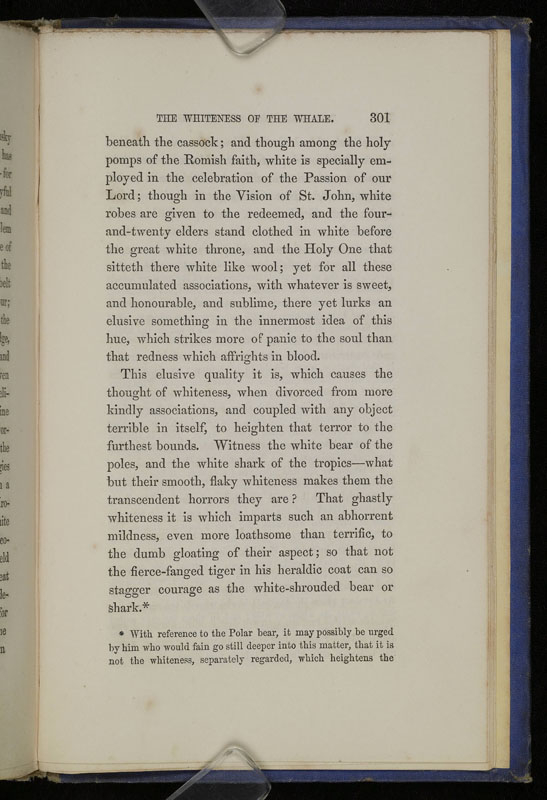 THE WHITENESS OF THE WHALE. 301
beneath the cassock; and though among the holy
pomps of the Romish faith, white is specially em-
ployed in the celebration of the Passion of our
Lord; though in the Vision of St. John, white
robes are given to the redeemed, and the four-
and-twenty elders stand clothed in white before
the great white throne, and the Holy One that
sitteth there white like wool; yet for all these
accumulated associations, with whatever is sweet,
and honourable, and sublime, there yet lurks an
elusive something in the innermost idea of this
hue, which strikes more of panic to the soul than
that redness which affrights in blood.
This elusive quality it is, which causes the
thought of whiteness, when divorced from more
kindly associations, and coupled with any object
terrible in itself, to heighten that terror to the
furthest bounds. Witness the white bear of the
poles, and the white shark of the tropics—what
but their smooth, flaky whiteness makes them the
transcendent horrors they are? That ghastly
whiteness it is which imparts such an abhorrent
mildness, even more loathsome than terrific, to
the dumb gloating of their aspect; so that not
the fierce-fanged tiger in his heraldic coat can so
stagger courage as the white-shrouded bear or
shark.*
* With reference to the Polar bear, it may possibly be urged
by him who would fain go still deeper into this matter, that it is
not the whiteness, separately regarded, which heightens the